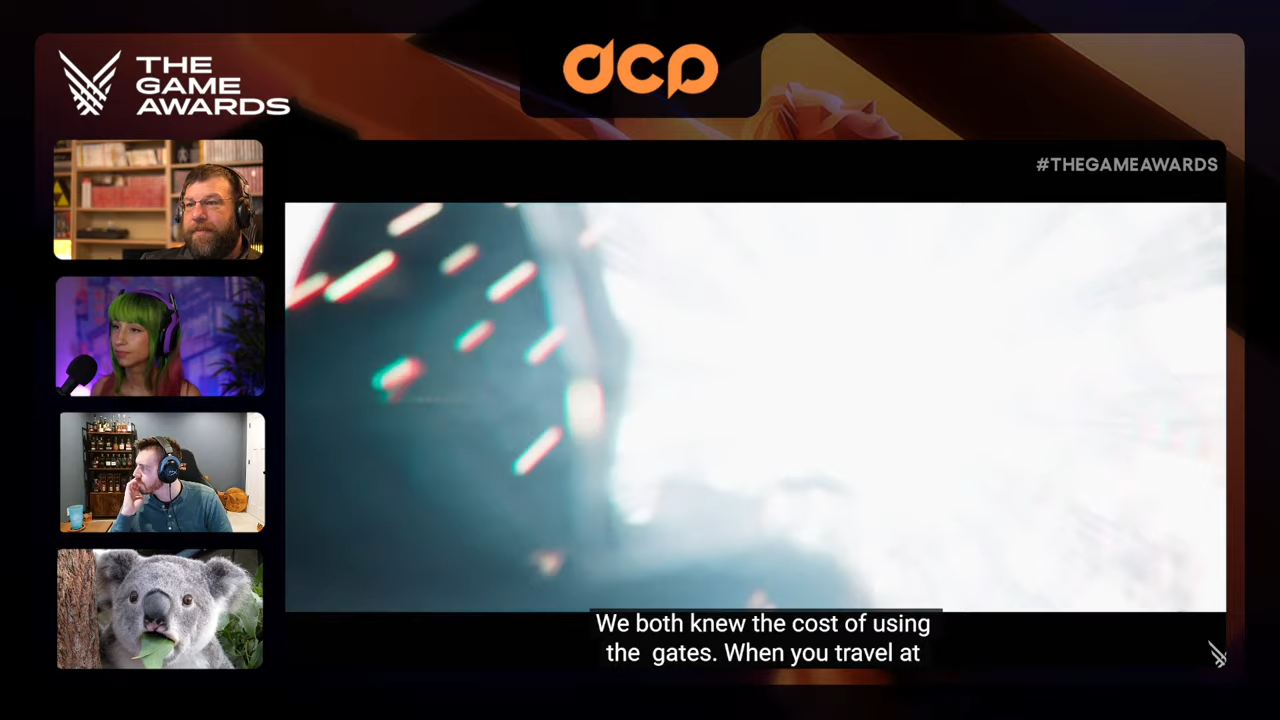 THE
GAME
AWARDS
dcp
#THEGAMEAWARDS
We both knew the cost of using
the gates. When you travel at